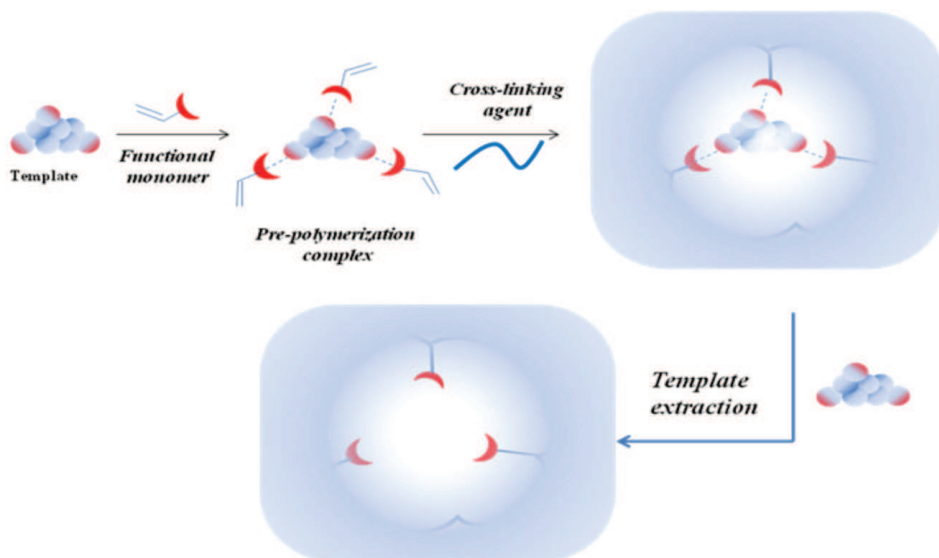 Template
Functional
monomer
Pre-polymerization
complex
Cross-linking
agent
Template
extraction